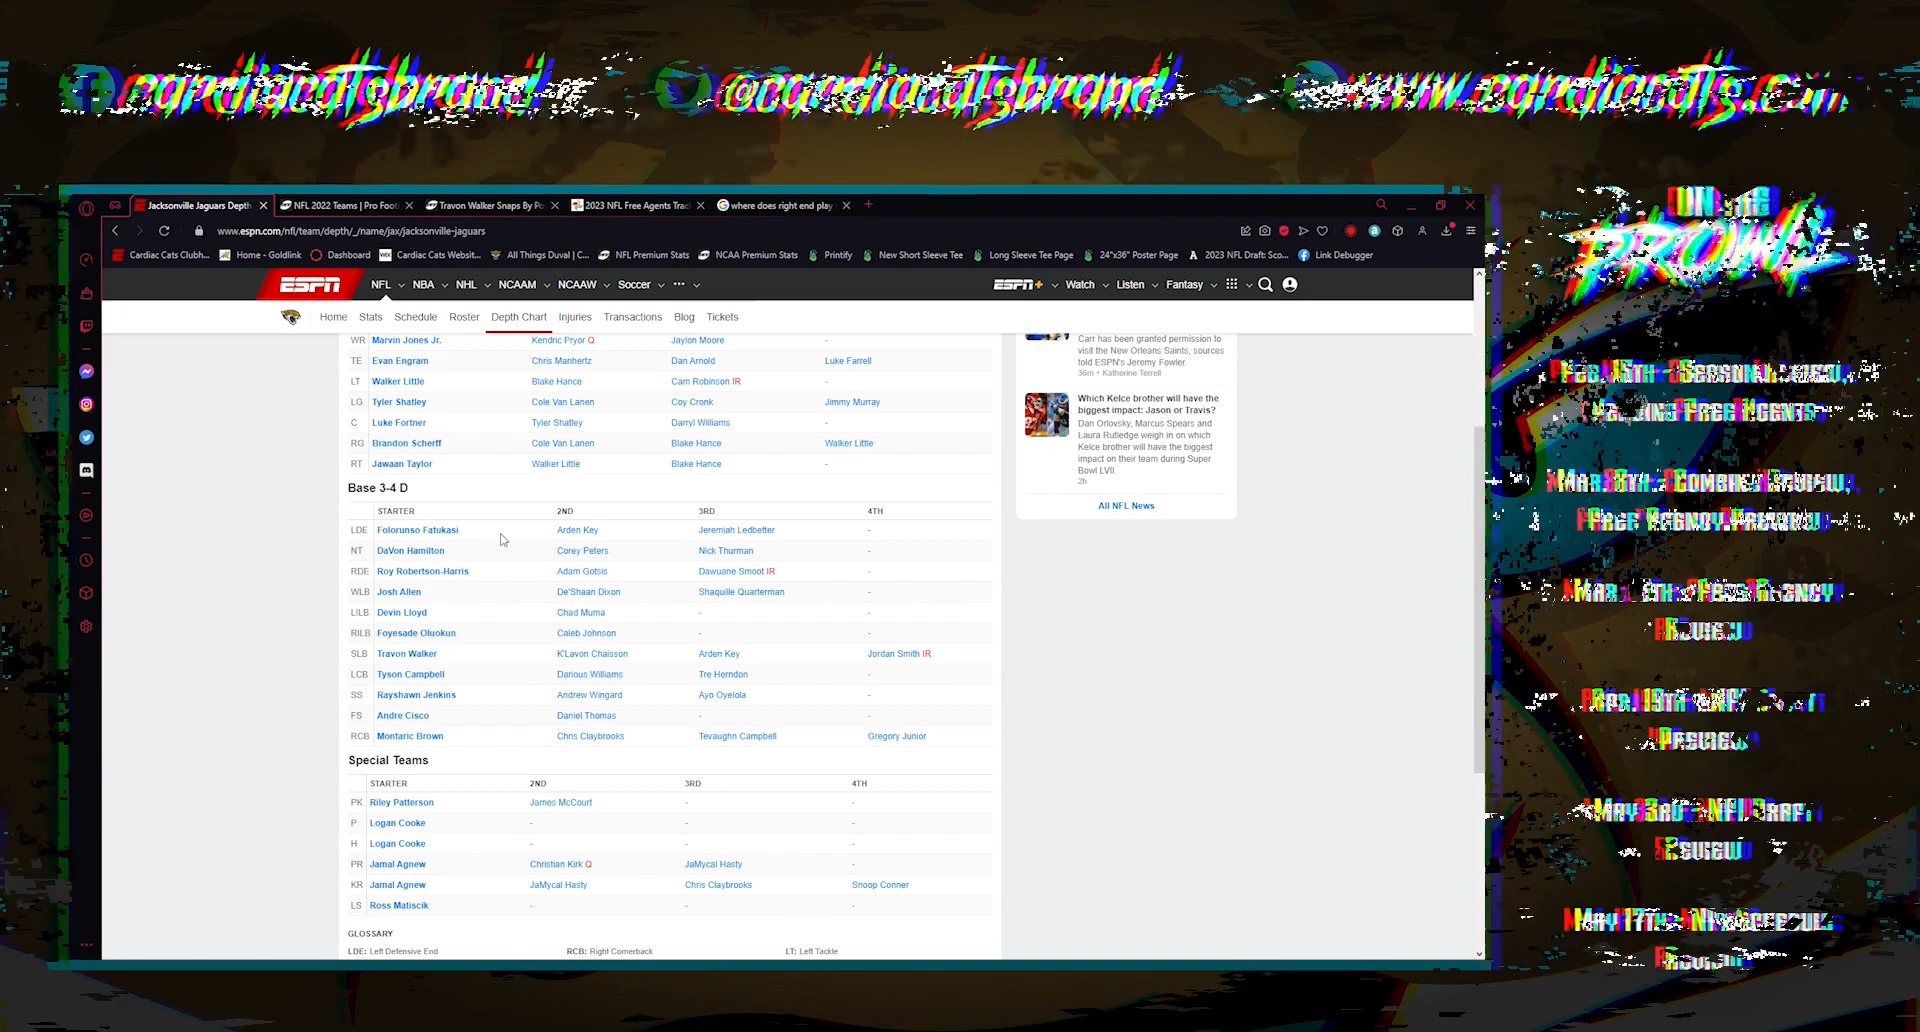 cardiacatsbrand @cardiacatsbrand www.cardiacats.com
Jacksonville Jaguars Depth NFL 2022 Teams | Pro Foot Travon Walker Snaps By Po 2023 NFL Free Agents Trac where does right end play
www.espn.com/nfl/team/depth/_/name/jax/jacksonville-jaguars
Cardiac Cats Clubh... Home - Goldlink Dashboard Cardiac Cats Websit... All Things Duval | C... NFL Premium Stats NCAA Premium Stats Printify New Short Sleeve Tee Long Sleeve Tee Page 24"x36" Poster Page 2023 NFL Draft: Sco... Link Debugger
ESPN NFL NBA NHL NCAAM NCAAW Soccer ESPN+ Watch Listen Fantasy
Home Stats Schedule Roster Depth Chart Injuries Transactions Blog Tickets
WR Marvin Jones Jr. Kendric Pryor Q Jaylon Moore -
TE Evan Engram Chris Manhertz Dan Arnold Luke Farrell
LT Walker Little Blake Hance Cam Robinson IR -
LG Tyler Shatley Cole Van Lanen Coy Cronk Jimmy Murray
C Luke Fortner Tyler Shatley Darryl Williams -
RG Brandon Scherff Cole Van Lanen Blake Hance Walker Little
RT Jawaan Taylor Walker Little Blake Hance -
Base 3-4 D
STARTER 2ND 3RD 4TH
LDE Folorunso Fatukasi Arden Key Jeremiah Ledbetter -
NT DaVon Hamilton Corey Peters Nick Thurman -
RDE Roy Robertson-Harris Adam Gotsis Dawuane Smoot IR -
WLB Josh Allen De'Shaan Dixon Shaquille Quarterman -
LILB Devin Lloyd Chad Muma - -
RILB Foyesade Oluokun Caleb Johnson - -
SLB Travon Walker K'Lavon Chaisson Arden Key Jordan Smith IR
LCB Tyson Campbell Darious Williams Tre Herndon -
SS Rayshawn Jenkins Andrew Wingard Ayo Oyelola -
FS Andre Cisco Daniel Thomas - -
RCB Montaric Brown Chris Claybrooks Tevaughn Campbell Gregory Junior
Special Teams
STARTER 2ND 3RD 4TH
PK Riley Patterson James McCourt - -
P Logan Cooke - - -
H Logan Cooke - - -
PR Jamal Agnew Christian Kirk Q JaMycal Hasty -
KR Jamal Agnew JaMycal Hasty Chris Claybrooks Snoop Conner
LS Ross Matiscik - - -
GLOSSARY
LDE: Left Defensive End RCB: Right Cornerback LT: Left Tackle
Carr has been granted permission to
visit the New Orleans Saints, sources
told ESPN's Jeremy Fowler.
36m • Katherine Terrell
Which Kelce brother will have the
biggest impact: Jason or Travis?
Dan Orlovsky, Marcus Spears and
Laura Rutledge weigh in on which
Kelce brother will have the biggest
impact on their team during Super
Bowl LVII.
2h
All NFL News
ON THE
PROWL